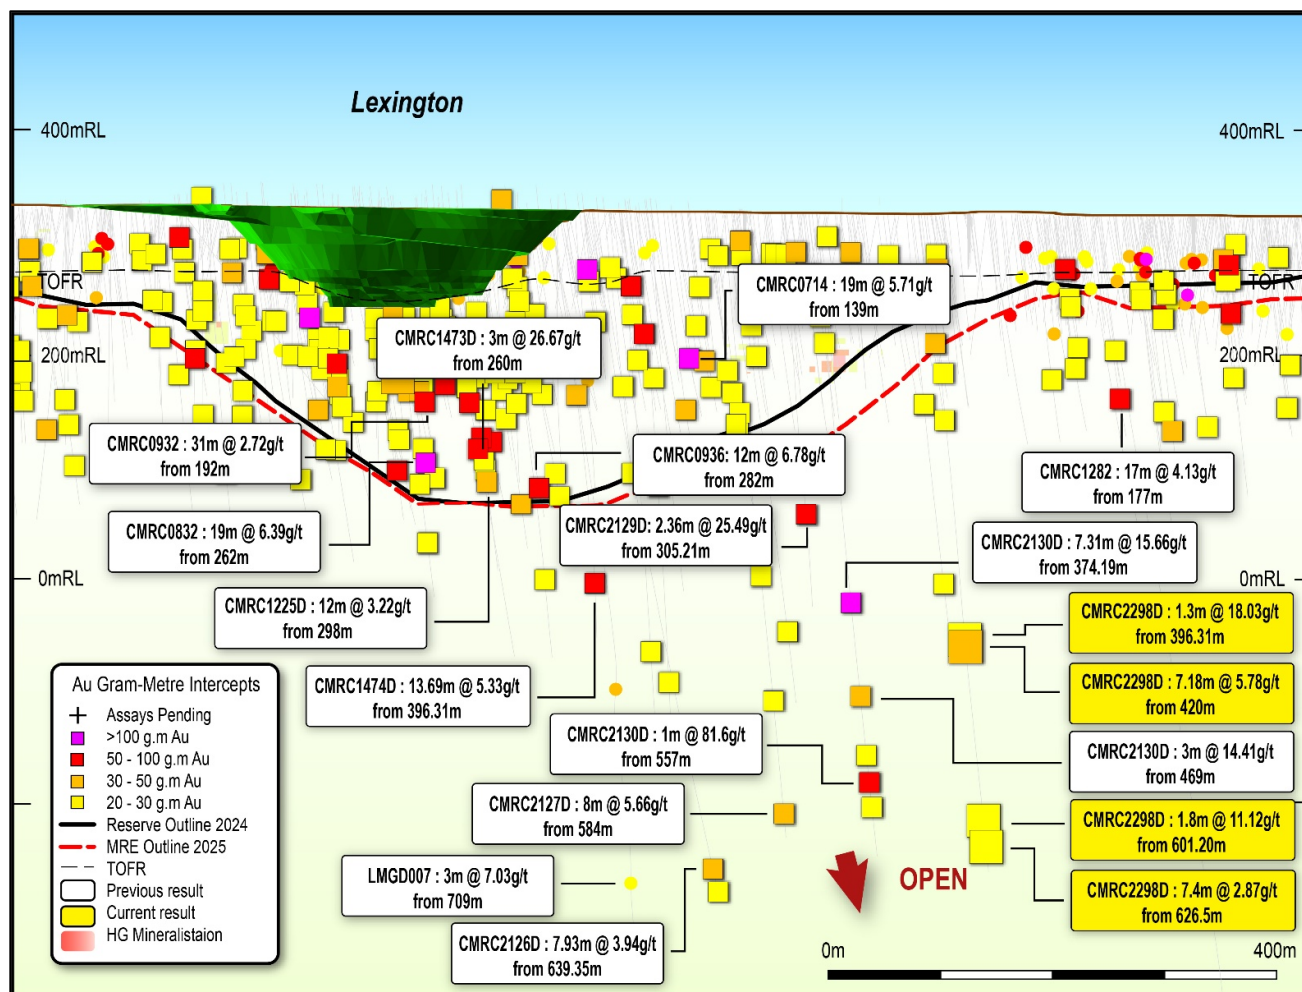 Lexington
400mRL
400mRL
TOFR
TOFR
CMRC0714 : 19m @ 5.71g/t
from 139m
CMRC1473D : 3m @ 26.67g/t
from 260m
200mRL
200mRL
CMRC0932 : 31m @ 2.72g/t
from 192m
CMRC0936: 12m @ 6.78g/t
from 282m
CMRC1282 : 17m @ 4.13g/t
from 177m
CMRC0832 : 19m @ 6.39g/t
from 262m
CMRC2129D : 2.36m @ 25.49g/t
from 305.21m
CMRC2130D : 7.31m @ 15.66g/t
from 374.19m
0mRL
0mRL
CMRC1225D : 12m @ 3.22g/t
from 298m
CMRC2298D : 1.3m @ 18.03g/t
from 396.31m
CMRC1474D : 13.69m @ 5.33g/t
from 396.31m
CMRC2298D : 7.18m @ 5.78g/t
from 420m
CMRC2130D : 1m @ 81.6g/t
from 557m
CMRC2130D : 3m @ 14.41g/t
from 469m
CMRC2127D : 8m @ 5.66g/t
from 584m
CMRC2298D : 1.8m @ 11.12g/t
from 601.20m
LMGD007 : 3m @ 7.03g/t
from 709m
OPEN
CMRC2298D : 7.4m @ 2.87g/t
from 626.5m
CMRC2126D : 7.93m @ 3.94g/t
from 639.35m
0m
400m
Au Gram-Metre Intercepts
Assays Pending
>100 g.m Au
50 - 100 g.m Au
30 - 50 g.m Au
20 - 30 g.m Au
Reserve Outline 2024
MRE Outline 2025
TOFR
Previous result
Current result
HG Mineralistaion